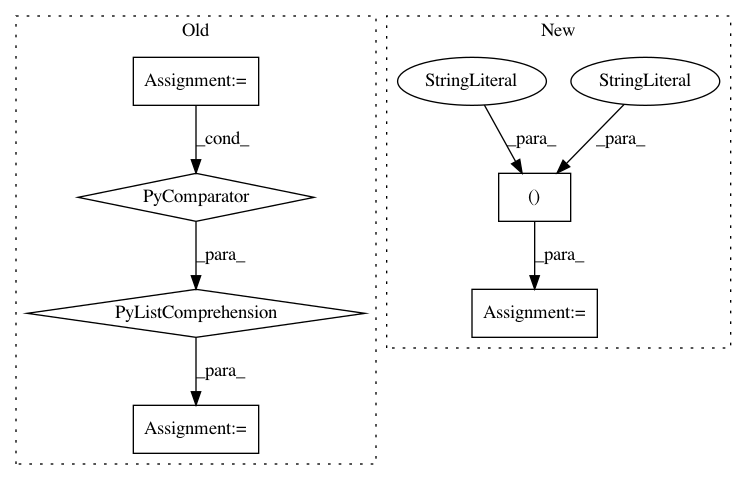 Old
Assignment:=
_cond_
PyComparator
_para_
PyListComprehension
_para_
Assignment:=
New
StringLiteral
StringLiteral
_para_
_para_
()
_para_
Assignment:=